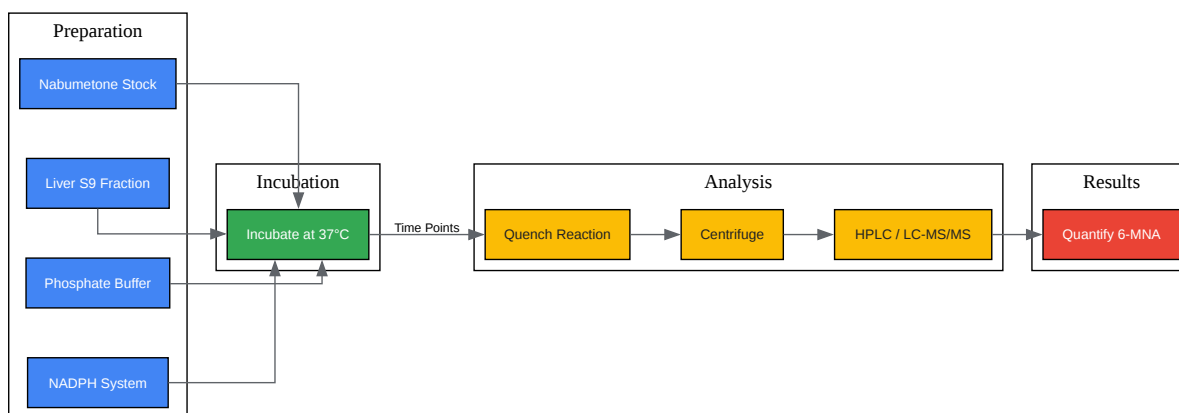 Preparation
Nabumetone Stock
Liver S9 Fraction
Phosphate Buffer
NADPH System
Incubation
Incubate at 37°C
Time Points
Analysis
Quench Reaction
Centrifuge
HPLC / LC-MS/MS
Results
Quantify 6-MNA